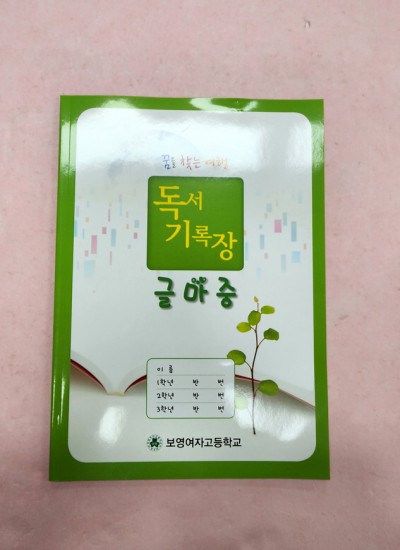 꿈을 찾는 여행
독서
기록장
글마중
이 름
1학년 반 번
2학년 반 번
3학년 반 번
보영여자고등학교